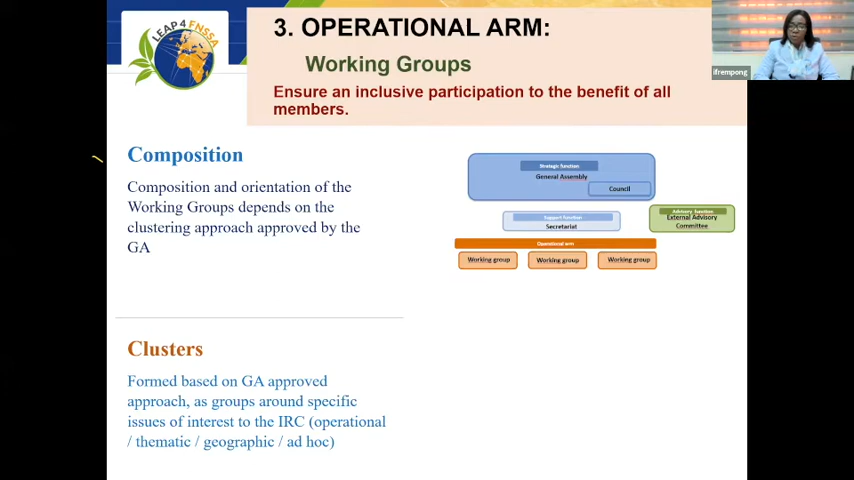 LEAP 4 FNSSA
3. OPERATIONAL ARM:
Working Groups
Ensure an inclusive participation to the benefit of all
members.
ifrempong
Composition
Composition and orientation of the
Working Groups depends on the
clustering approach approved by the
GA
Strategic function
General Assembly
Council
Support function
Secretariat
Advisory function
External Advisory
Committee
Operational arm
Working group
Working group
Working group
Clusters
Formed based on GA approved
approach, as groups around specific
issues of interest to the IRC (operational
/ thematic / geographic / ad hoc)